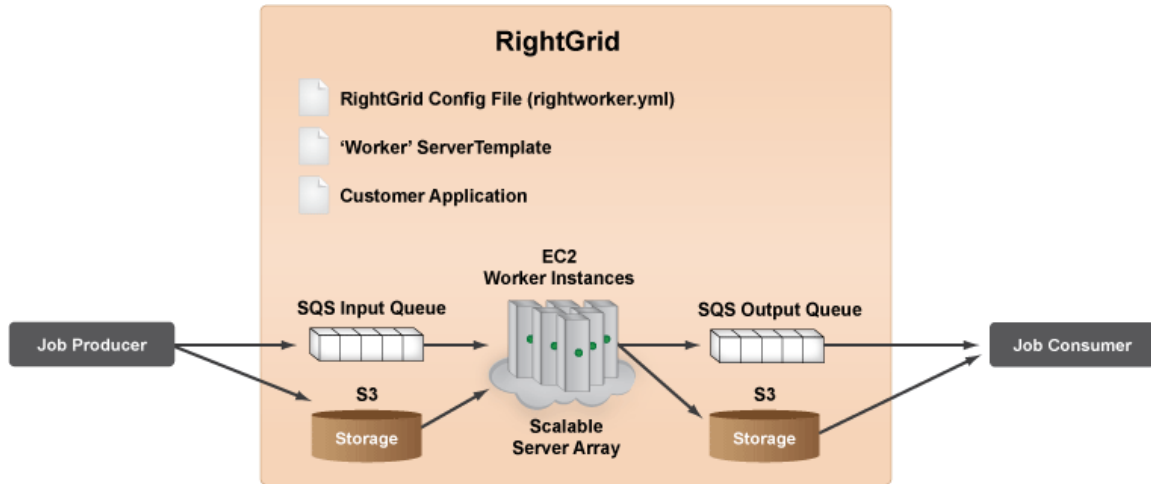 RightGrid
RightGrid Config File (rightworker.yml)
‘Worker’ ServerTemplate
Customer Application
EC2
Worker Instances
SQS Input Queue
SQS Output Queue
Job Producer
Job Consumer
S3
S3
Storage
Storage
Scalable
Server Array